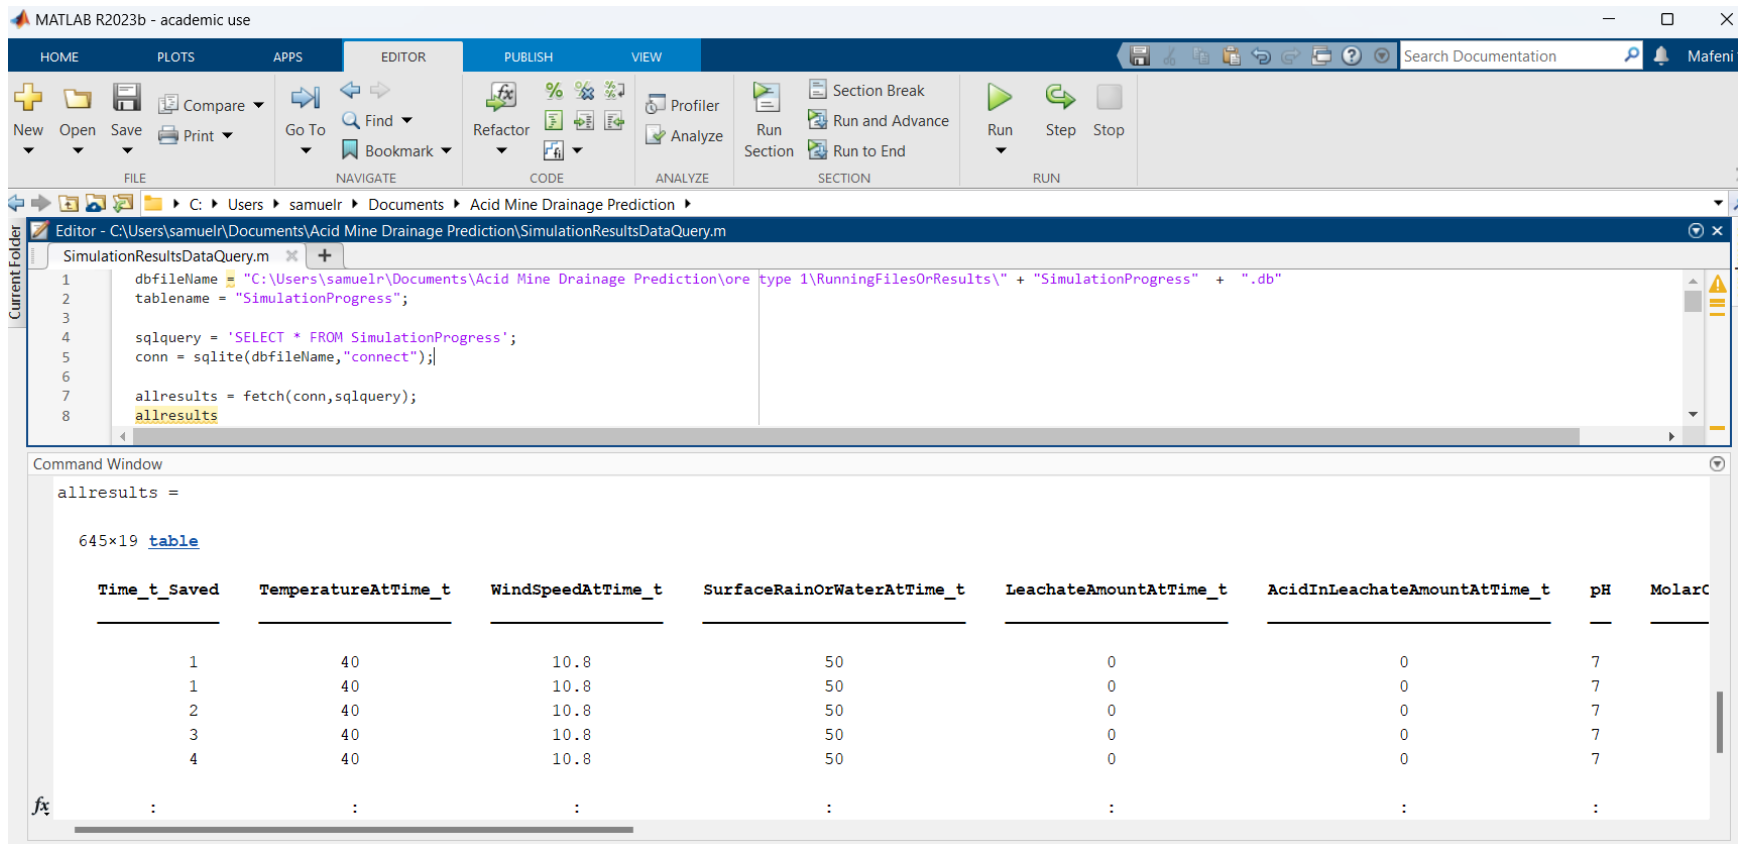 MATLAB R2023b - academic use
HOME PLOTS APPS EDITOR PUBLISH VIEW Search Documentation Mafeni
New Open Save Compare Print Go To Find Bookmark Refactor Profiler Analyze Run Section Section Break Run and Advance Run to End Run Step Stop
FILE NAVIGATE CODE ANALYZE SECTION RUN
C: Users samuelr Documents Acid Mine Drainage Prediction
Current Folder
Editor - C:\Users\samuelr\Documents\Acid Mine Drainage Prediction\SimulationResultsDataQuery.m
SimulationResultsDataQuery.m
1 dbfileName = "C:\Users\samuelr\Documents\Acid Mine Drainage Prediction\ore type 1\RunningFilesOrResults\" + "SimulationProgress" + ".db"
2 tablename = "SimulationProgress";
3
4 sqlquery = 'SELECT * FROM SimulationProgress';
5 conn = sqlite(dbfileName,"connect");
6
7 allresults = fetch(conn,sqlquery);
8 allresults
Command Window
allresults =
645×19 table
Time_t_Saved TemperatureAtTime_t WindSpeedAtTime_t SurfaceRainOrWaterAtTime_t LeachateAmountAtTime_t AcidInLeachateAmountAtTime_t pH MolarC
1 40 10.8 50 0 0 7
1 40 10.8 50 0 0 7
2 40 10.8 50 0 0 7
3 40 10.8 50 0 0 7
4 40 10.8 50 0 0 7
: : : : : : :
fx